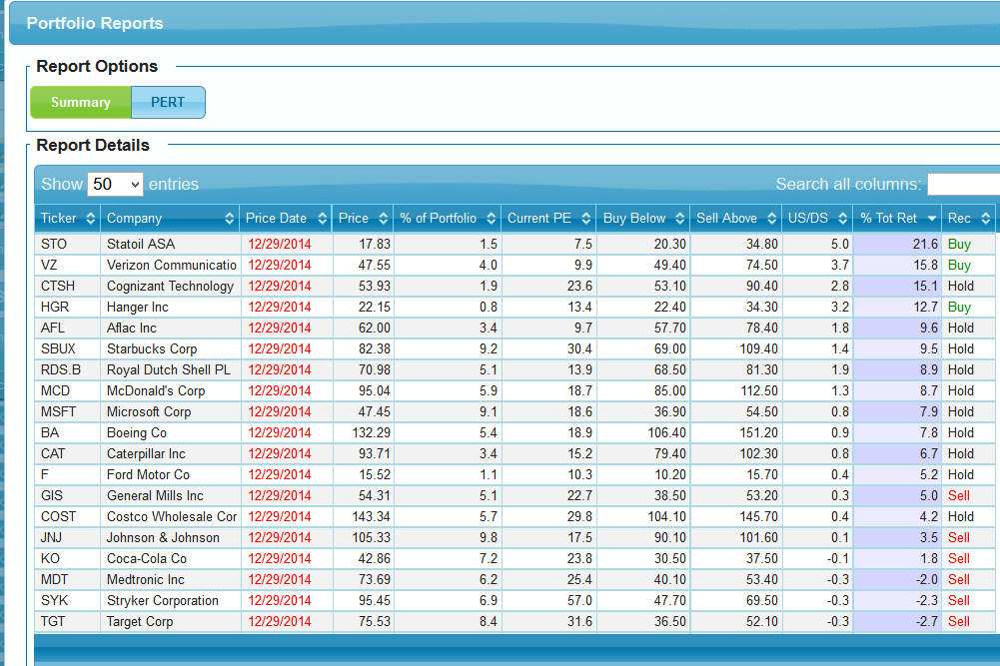 Portfolio Reports
Report Options
Summary PERT
Report Details
Show 50 entries Search all columns:
Ticker Company Price Date Price % of Portfolio Current PE Buy Below Sell Above US/DS % Tot Ret Rec
STO Statoil ASA 12/29/2014 17.83 1.5 7.5 20.30 34.80 5.0 21.6 Buy
VZ Verizon Communicatio 12/29/2014 47.55 4.0 9.9 49.40 74.50 3.7 15.8 Buy
CTSH Cognizant Technology 12/29/2014 53.93 1.9 23.6 53.10 90.40 2.8 15.1 Hold
HGR Hanger Inc 12/29/2014 22.15 0.8 13.4 22.40 34.30 3.2 12.7 Buy
AFL Aflac Inc 12/29/2014 62.00 3.4 9.7 57.70 78.40 1.8 9.6 Hold
SBUX Starbucks Corp 12/29/2014 82.38 9.2 30.4 69.00 109.40 1.4 9.5 Hold
RDS.B Royal Dutch Shell PL 12/29/2014 70.98 5.1 13.9 68.50 81.30 1.9 8.9 Hold
MCD McDonald's Corp 12/29/2014 95.04 5.9 18.7 85.00 112.50 1.3 8.7 Hold
MSFT Microsoft Corp 12/29/2014 47.45 9.1 18.6 36.90 54.50 0.8 7.9 Hold
BA Boeing Co 12/29/2014 132.29 5.4 18.9 106.40 151.20 0.9 7.8 Hold
CAT Caterpillar Inc 12/29/2014 93.71 3.4 15.2 79.40 102.30 0.8 6.7 Hold
F Ford Motor Co 12/29/2014 15.52 1.1 10.3 10.20 15.70 0.4 5.2 Hold
GIS General Mills Inc 12/29/2014 54.31 5.1 22.7 38.50 53.20 0.3 5.0 Sell
COST Costco Wholesale Cor 12/29/2014 143.34 5.7 29.8 104.10 145.70 0.4 4.2 Hold
JNJ Johnson & Johnson 12/29/2014 105.33 9.8 17.5 90.10 101.60 0.1 3.5 Sell
KO Coca-Cola Co 12/29/2014 42.86 7.2 23.8 30.50 37.50 -0.1 1.8 Sell
MDT Medtronic Inc 12/29/2014 73.69 6.2 25.4 40.10 53.40 -0.3 -2.0 Sell
SYK Stryker Corporation 12/29/2014 95.45 6.9 57.0 47.70 69.50 -0.3 -2.3 Sell
TGT Target Corp 12/29/2014 75.53 8.4 31.6 36.50 52.10 -0.3 -2.7 Sell